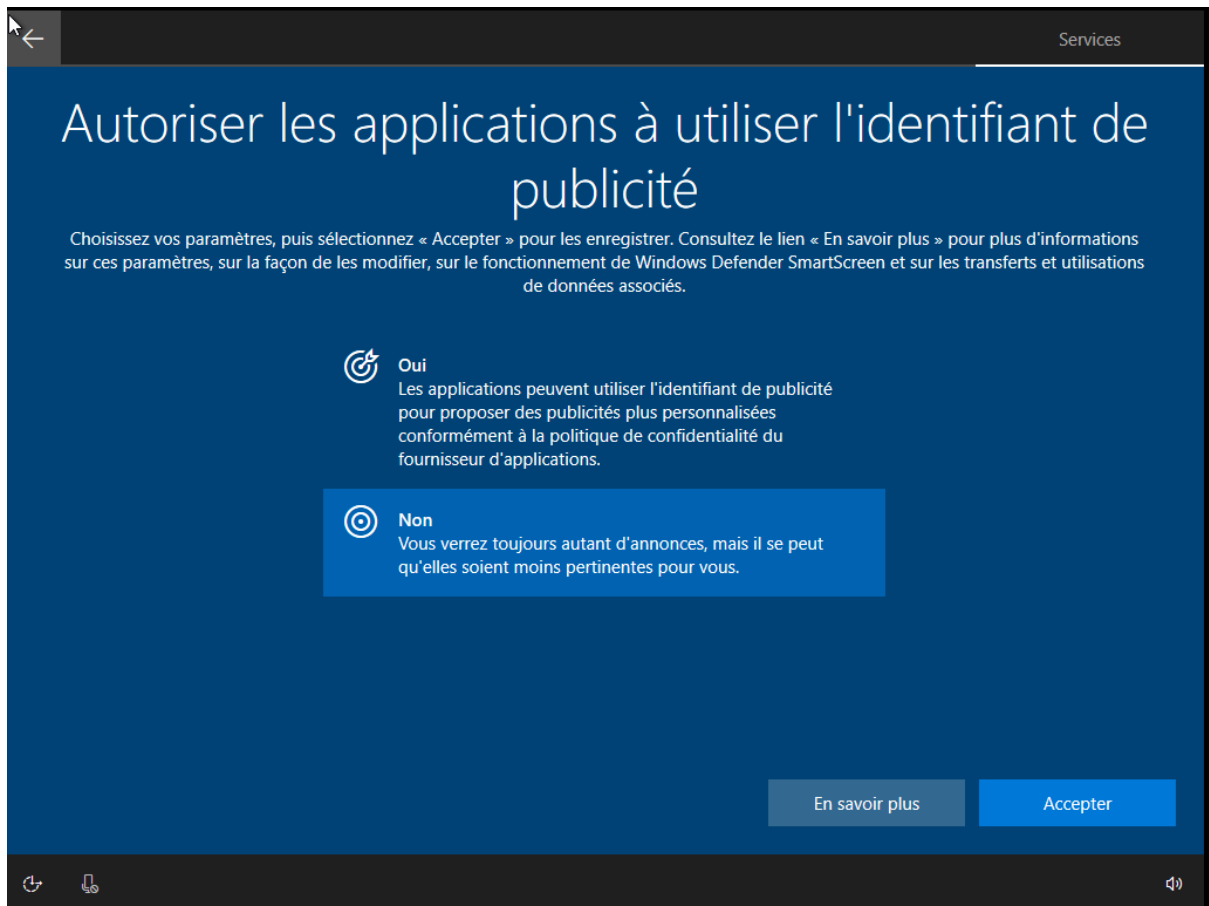 Services
Autoriser les applications à utiliser l'identifiant de
publicité
Choisissez vos paramètres, puis sélectionnez « Accepter » pour les enregistrer. Consultez le lien « En savoir plus » pour plus d'informations
sur ces paramètres, sur la façon de les modifier, sur le fonctionnement de Windows Defender SmartScreen et sur les transferts et utilisations
de données associés.
Oui
Les applications peuvent utiliser l'identifiant de publicité
pour proposer des publicités plus personnalisées
conformément à la politique de confidentialité du
fournisseur d'applications.
Non
Vous verrez toujours autant d'annonces, mais il se peut
qu'elles soient moins pertinentes pour vous.
En savoir plus
Accepter